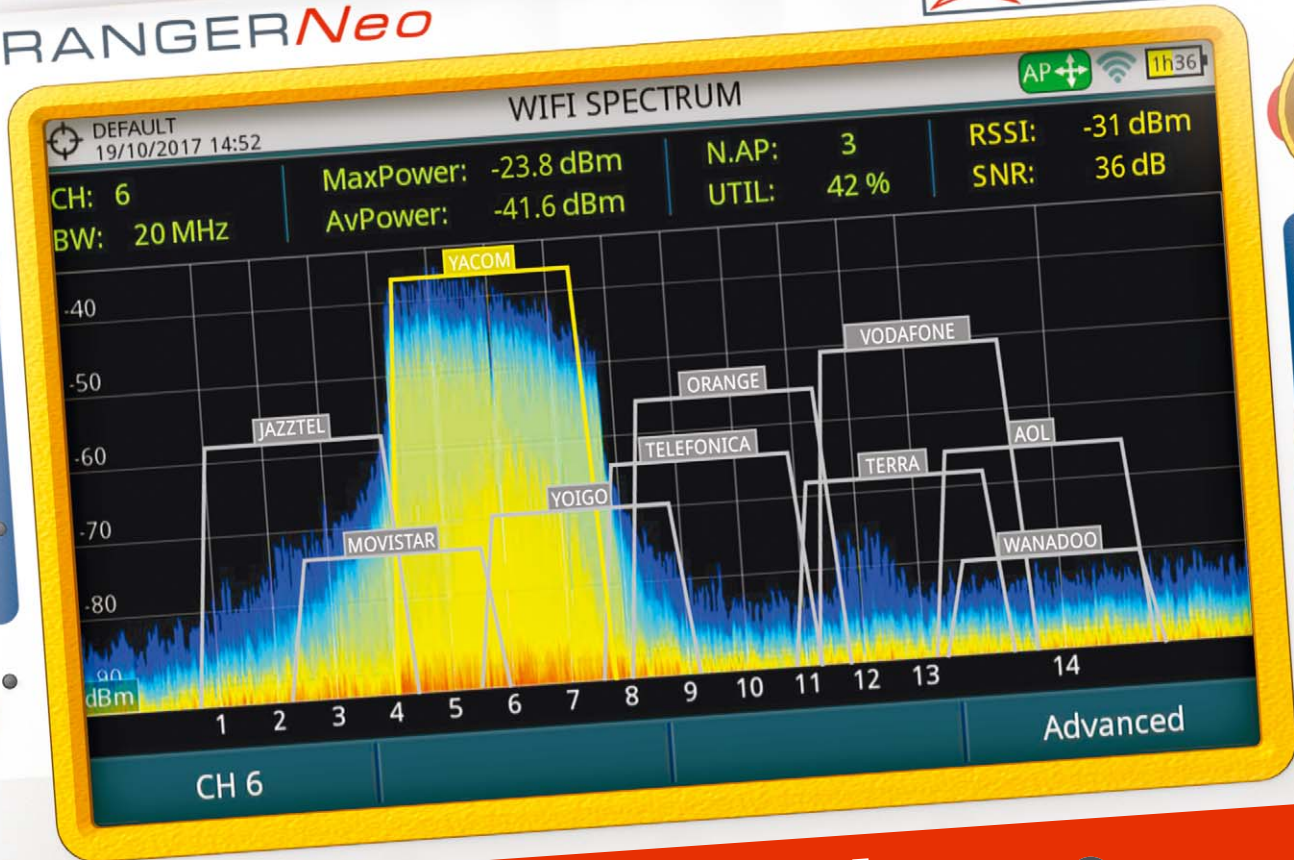 RANGERNeo
DEFAULT
19/10/2017 14:52
WIFI SPECTRUM
AP
1h36
CH: 6
BW: 20 MHz
MaxPower: -23.8 dBm
AvPower: -41.6 dBm
N.AP: 3
UTIL: 42 %
RSSI: -31 dBm
SNR: 36 dB
YACOM
-40
VODAFONE
-50
ORANGE
JAZZTEL
AOL
-60
TELEFONICA
TERRA
YOIGO
-70
MOVISTAR
WANADOO
-80
90
dBm
1 2 3 4 5 6 7 8 9 10 11 12 13 14
CH 6
Advanced